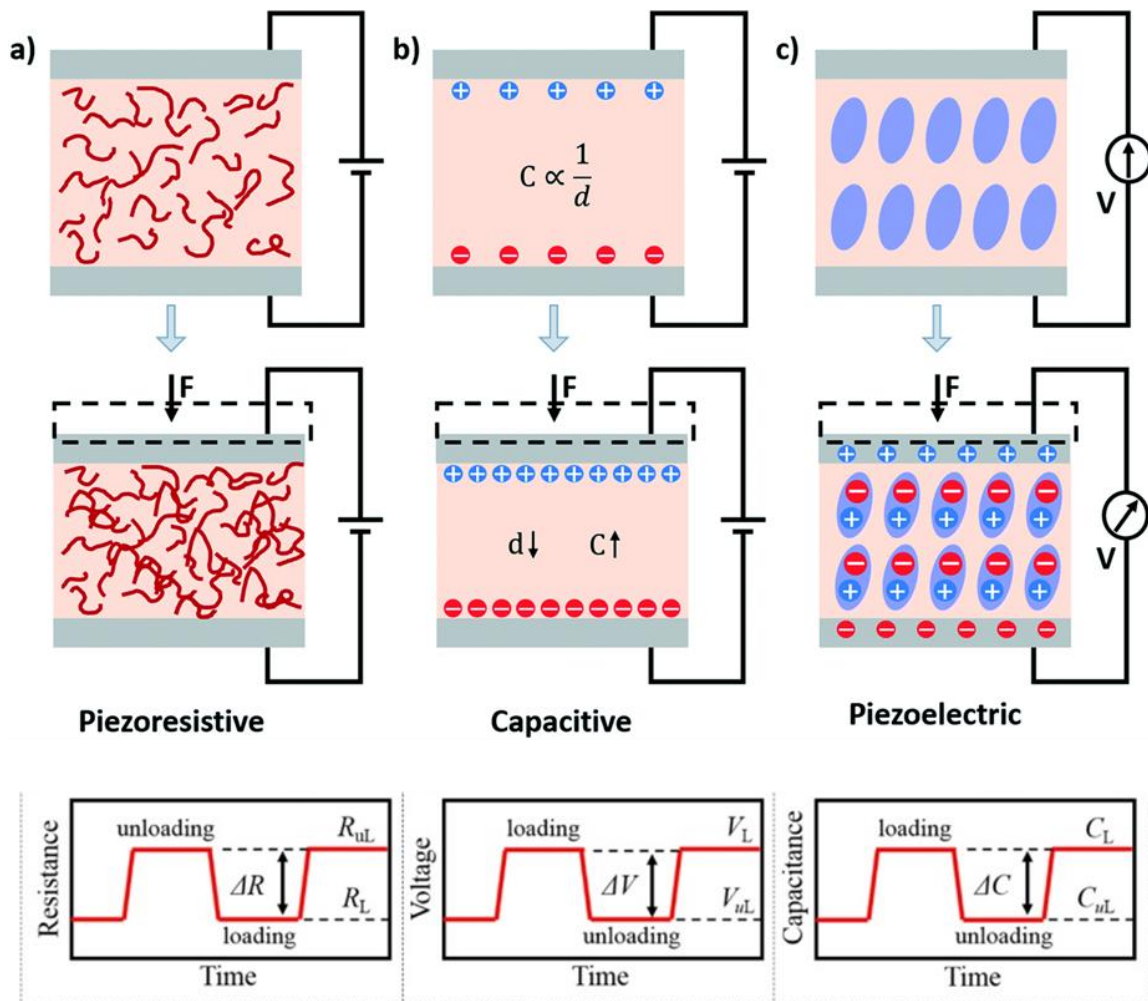 a)
b)
c)
+ + + + +
C ∝ 1/d
− − − − −
V
F
F
F
+ + + + + + + + + +
d↓ C↑
− − − − − − − − − −
+ + + + + +
− − − − −
+ + + + +
− − − − −
+ + + + +
− − − − − −
V
Piezoresistive
Capacitive
Piezoelectric
Resistance
unloading
R_uL
ΔR
R_L
loading
Time
Voltage
loading
V_L
ΔV
V_uL
unloading
Time
Capacitance
loading
C_L
ΔC
C_uL
unloading
Time